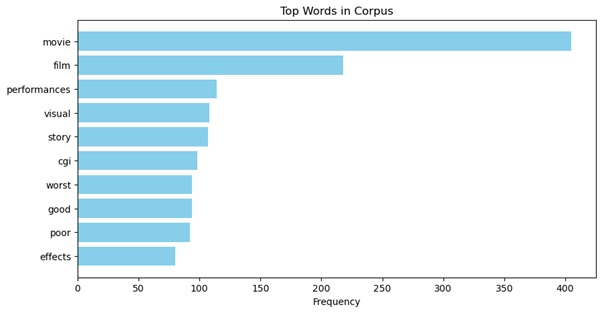 Top Words in Corpus
movie
film
performances
visual
story
cgi
worst
good
poor
effects
0 50 100 150 200 250 300 350 400
Frequency